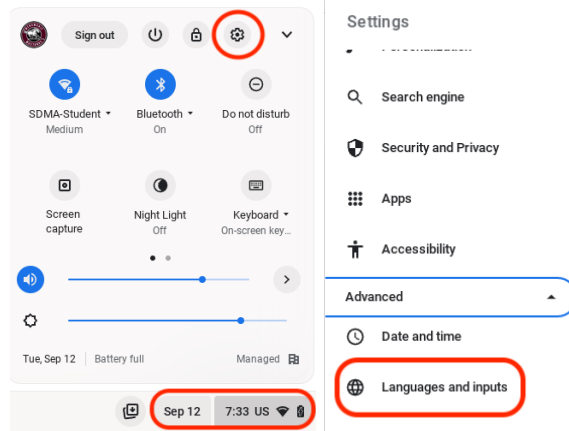 Sign out
SDMA-Student
Medium
Bluetooth
On
Do not disturb
Off
Screen
capture
Night Light
Off
Keyboard
On-screen key...
Tue, Sep 12
Battery full
Managed
Sep 12
7:33 US
Settings
Search engine
Security and Privacy
Apps
Accessibility
Advanced
Date and time
Languages and inputs